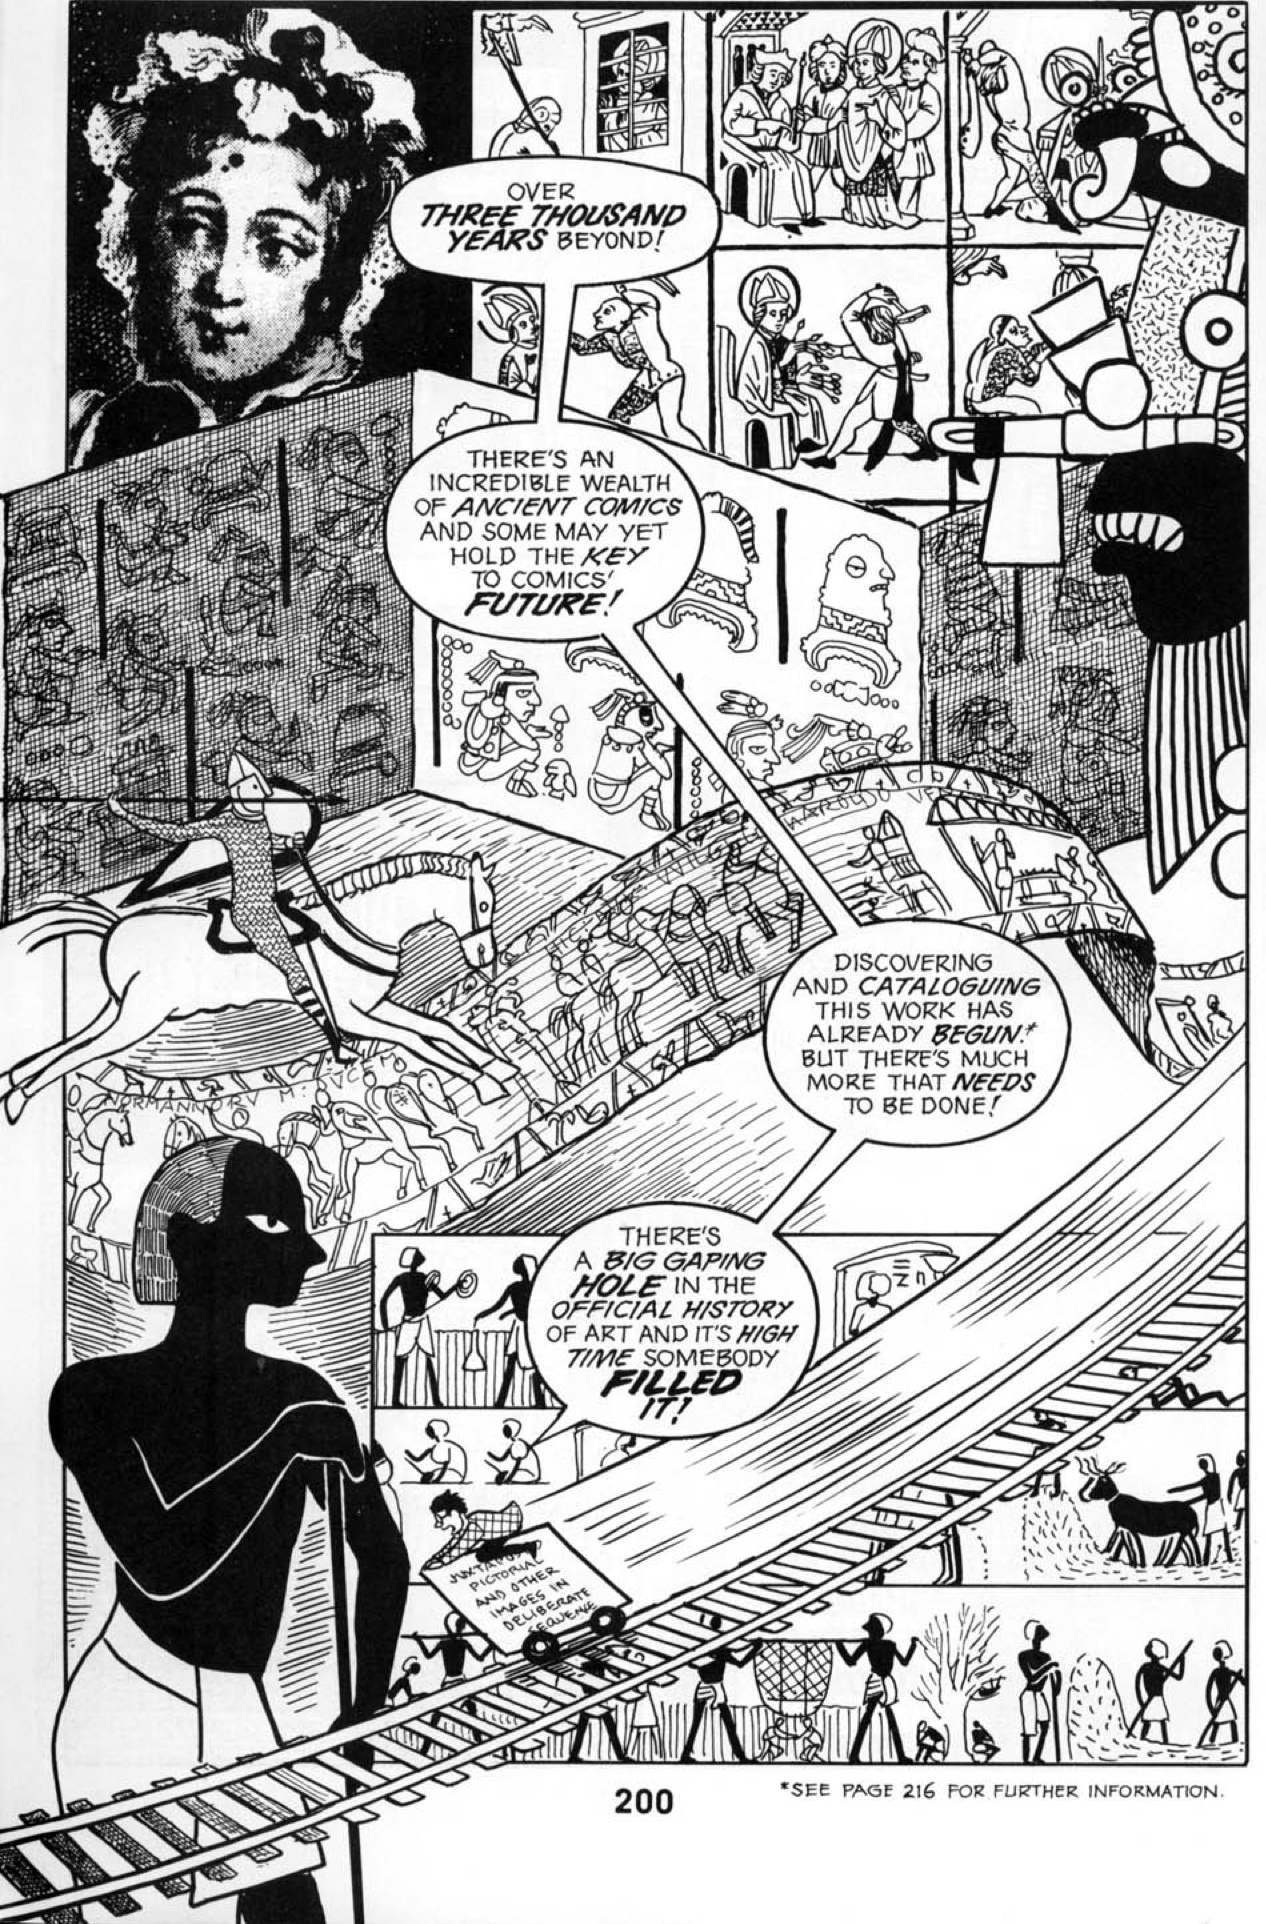 OVER
THREE THOUSAND
YEARS BEYOND!
THERE'S AN
INCREDIBLE WEALTH
OF ANCIENT COMICS
AND SOME MAY YET
HOLD THE KEY
TO COMICS'
FUTURE!
DISCOVERING
AND CATALOGUING
THIS WORK HAS
ALREADY BEGUN.*
BUT THERE'S MUCH
MORE THAT NEEDS
TO BE DONE!
NORMANNORV M: DVCEM
THERE'S
A BIG GAPING
HOLE IN THE
OFFICIAL HISTORY
OF ART AND IT'S HIGH
TIME SOMEBODY
FILLED
IT!
PICTORIAL
AND OTHER
IMAGES IN
DELIBERATE
SEQUENCE
200
*SEE PAGE 216 FOR FURTHER INFORMATION.